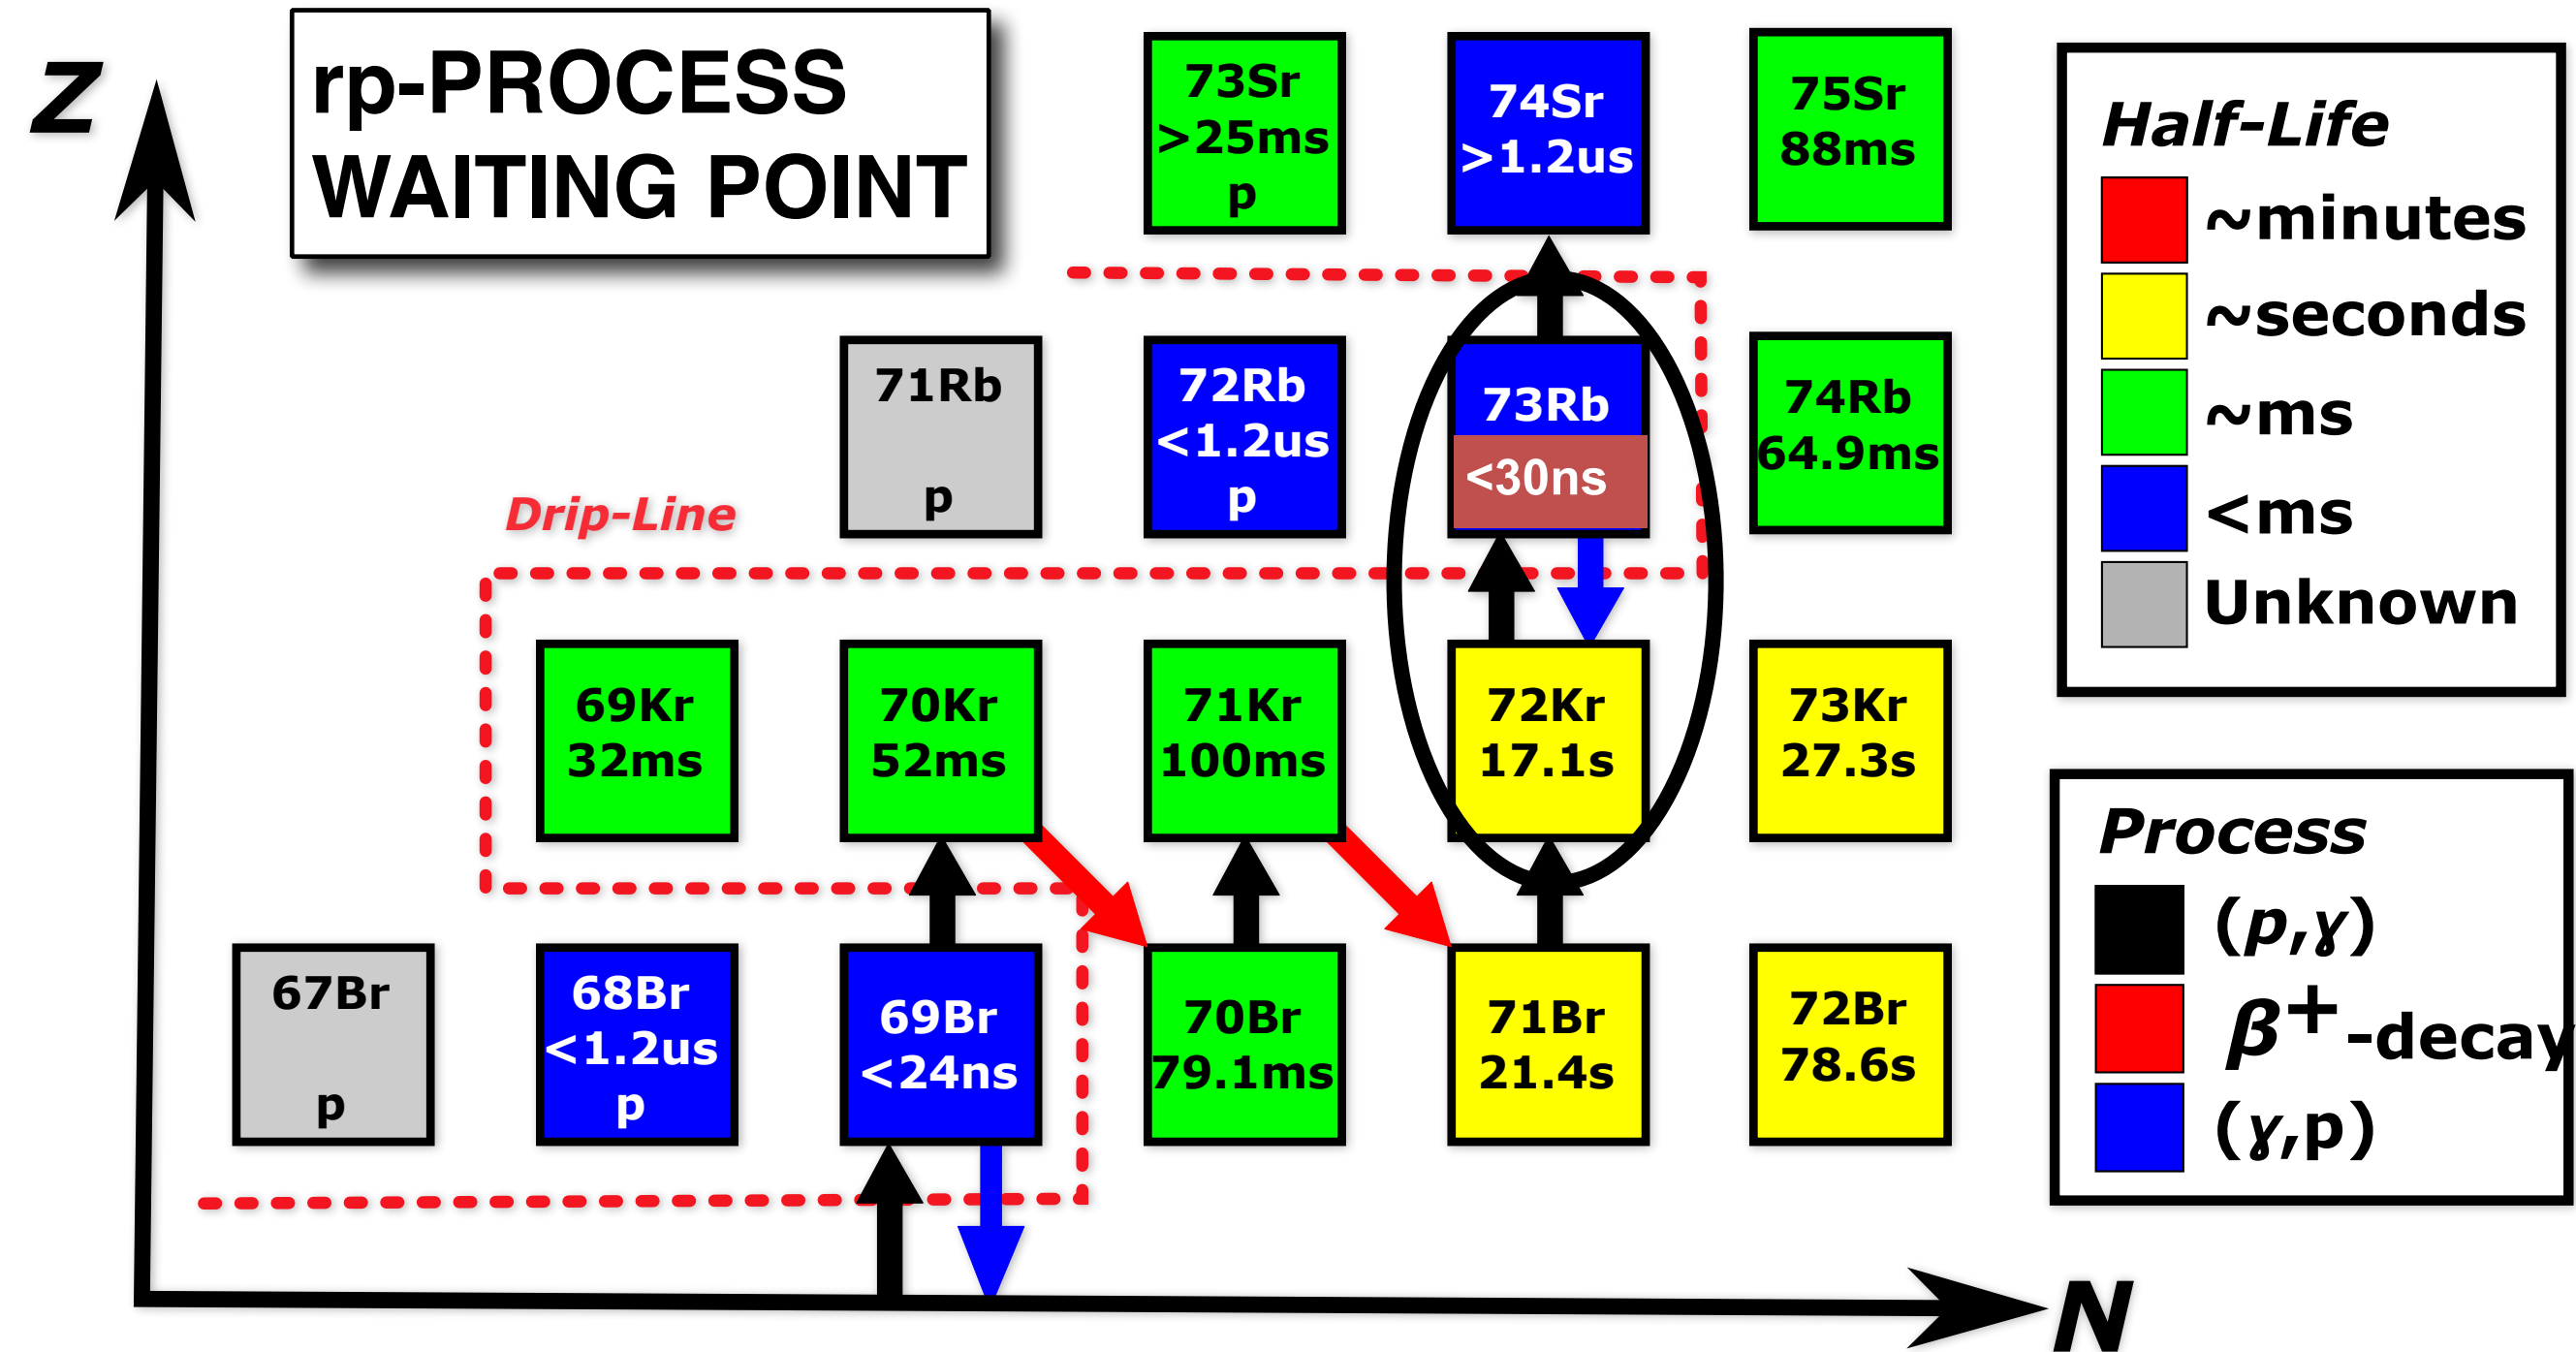 Z
rp-PROCESS
WAITING POINT
73Sr
>25ms
p
74Sr
>1.2us
75Sr
88ms
71Rb
p
72Rb
<1.2us
p
73Rb
<30ns
74Rb
64.9ms
Drip-Line
69Kr
32ms
70Kr
52ms
71Kr
100ms
72Kr
17.1s
73Kr
27.3s
67Br
p
68Br
<1.2us
p
69Br
<24ns
70Br
79.1ms
71Br
21.4s
72Br
78.6s
N
Half-Life
~minutes
~seconds
~ms
<ms
Unknown
Process
(p,γ)
β+-decay
(γ,p)